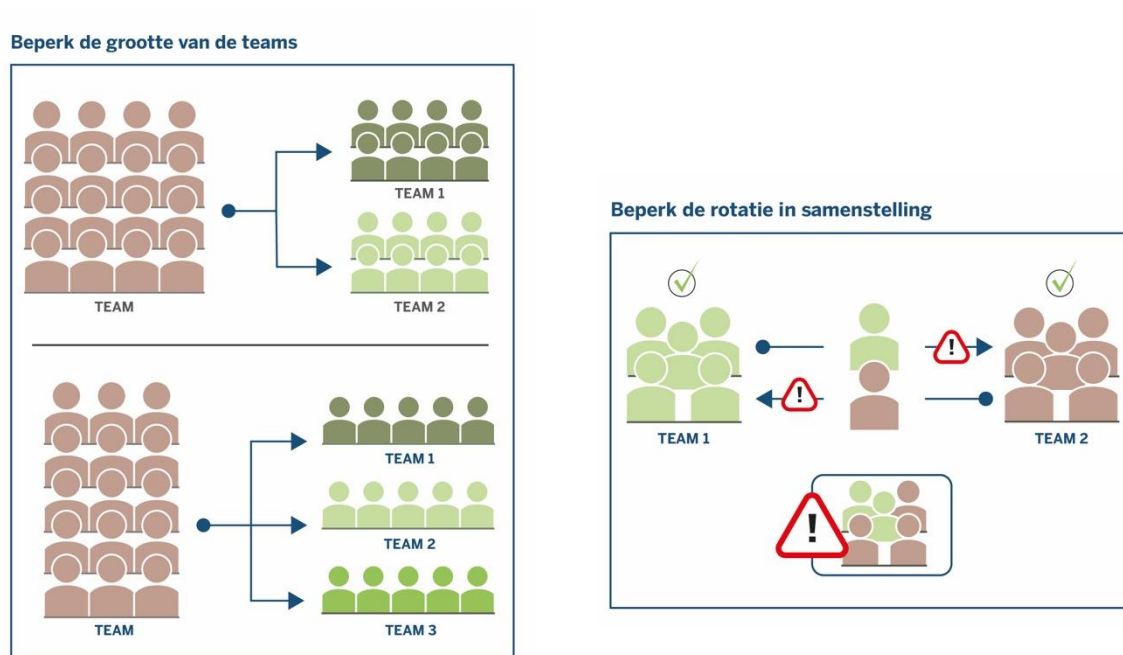 Beperk de grootte van de teams
TEAM
TEAM 1
TEAM 2
TEAM
TEAM 1
TEAM 2
TEAM 3
Beperk de rotatie in samenstelling
!
!
TEAM 1
TEAM 2
!